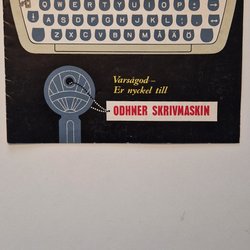 Q W E R T Y U I O P Å
A S D F G H J K L Ö
Z X C V B N M
Varsågod –
Er nyckel till
ODHNER SKRIVMASKIN